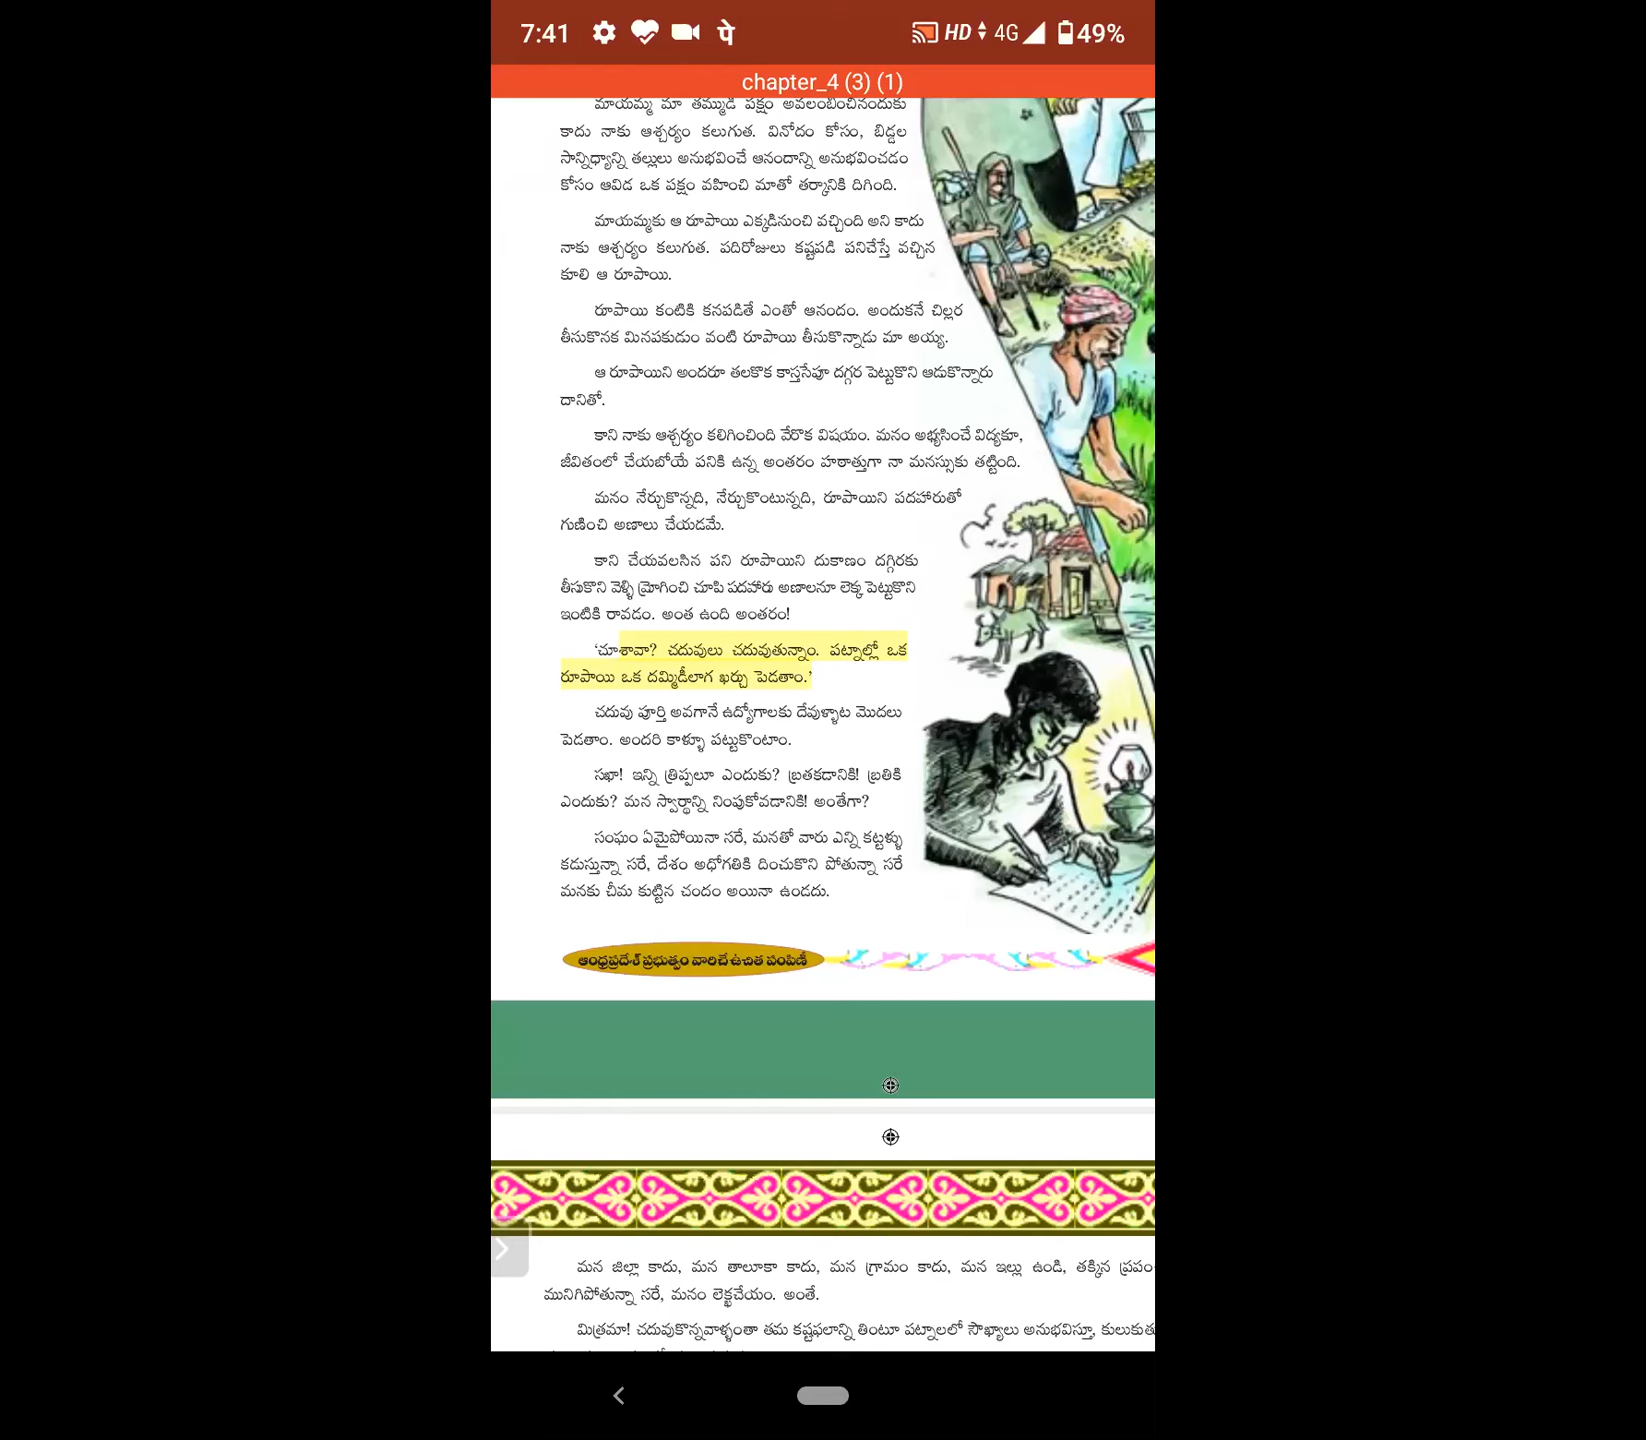 7:41 पे HD 4G 49%
chapter_4 (3) (1)
మాయమ్మ మా తమ్ముడి పక్షం అవలంబించినందుకు
కాదు నాకు ఆశ్చర్యం కలుగుత. వినోదం కోసం, బిడ్డల
సాన్నిధ్యాన్ని తల్లులు అనుభవించే ఆనందాన్ని అనుభవించడం
కోసం ఆవిడ ఒక పక్షం వహించి మాతో తర్కానికి దిగింది.
మాయమ్మకు ఆ రూపాయి ఎక్కడినుంచి వచ్చింది అని కాదు
నాకు ఆశ్చర్యం కలుగుత. పదిరోజులు కష్టపడి పనిచేస్తే వచ్చిన
కూలి ఆ రూపాయి.
రూపాయి కంటికి కనపడితే ఎంతో ఆనందం. అందుకనే చిల్లర
తీసుకొనక మినపకుడుం వంటి రూపాయి తీసుకొన్నాడు మా అయ్య.
ఆ రూపాయిని అందరూ తలకొక కాస్తసేపూ దగ్గర పెట్టుకొని ఆడుకొన్నారు
దానితో.
కాని నాకు ఆశ్చర్యం కలిగించింది వేరొక విషయం. మనం అభ్యసించే విద్యకూ,
జీవితంలో చేయబోయే పనికి ఉన్న అంతరం హఠాత్తుగా నా మనస్సుకు తట్టింది.
మనం నేర్చుకొన్నది, నేర్చుకొంటున్నది, రూపాయిని పదహారుతో
గుణించి అణాలు చేయడమే.
కాని చేయవలసిన పని రూపాయిని దుకాణం దగ్గిరకు
తీసుకొని వెళ్ళి మ్రోగించి చూపి పదహారు అణాలనూ లెక్క పెట్టుకొని
ఇంటికి రావడం. అంత ఉంది అంతరం!
‘చూశావా? చదువులు చదువుతున్నాం. పట్నాల్లో ఒక
రూపాయి ఒక దమ్మిడీలాగ ఖర్చు పెడతాం.’
చదువు పూర్తి అవగానే ఉద్యోగాలకు దేవుళ్ళాట మొదలు
పెడతాం. అందరి కాళ్ళూ పట్టుకొంటాం.
సఖా! ఇన్ని త్రిప్పలూ ఎందుకు? బ్రతకడానికి! బ్రతికి
ఎందుకు? మన స్వార్థాన్ని నింపుకోవడానికి! అంతేగా?
సంఘం ఏమైపోయినా సరే, మనతో వారు ఎన్ని కట్టళ్ళు
కడుస్తున్నా సరే, దేశం అధోగతికి దించుకొని పోతున్నా సరే
మనకు చీమ కుట్టిన చందం అయినా ఉండదు.
ఆంధ్రప్రదేశ్ ప్రభుత్వం వారిచే ఉచిత పంపిణీ
మన జిల్లా కాదు, మన తాలూకా కాదు, మన గ్రామం కాదు, మన ఇల్లు ఉండి, తక్కిన
మునిగిపోతున్నా సరే, మనం లెక్ఖచేయం. అంతే.
మిత్రమా! చదువుకొన్నవాళ్ళంతా తమ కష్టఫలాన్ని తింటూ పట్నాలలో సౌఖ్యాలు అనుభవిస్తూ,